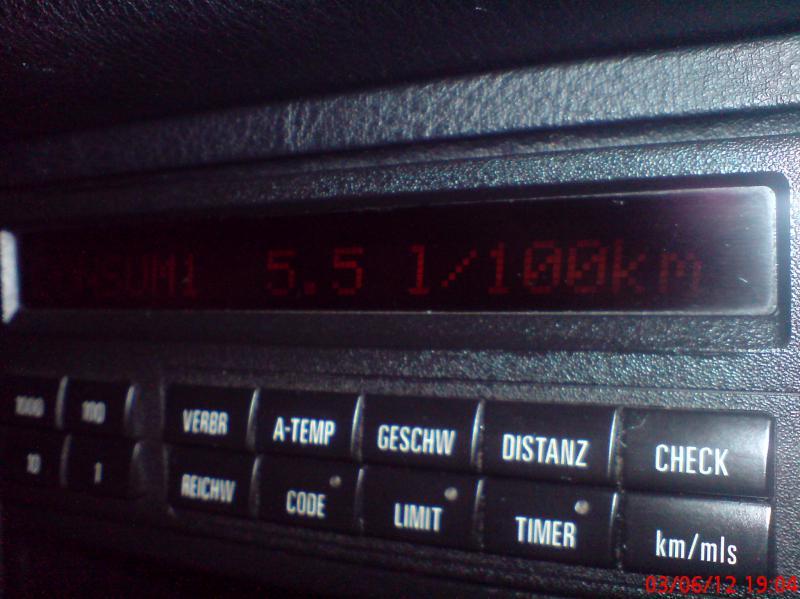 CONSUM1 5.5 l/100km
1000 100 VERBR A-TEMP GESCHW DISTANZ CHECK
10 1 REICHW CODE LIMIT TIMER km/mls
03/06/12 19:04